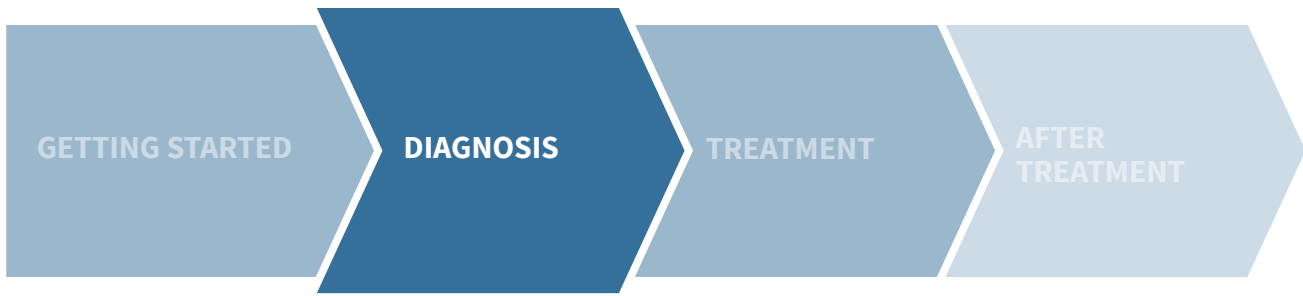 GETTING STARTED
DIAGNOSIS
TREATMENT
AFTER
TREATMENT